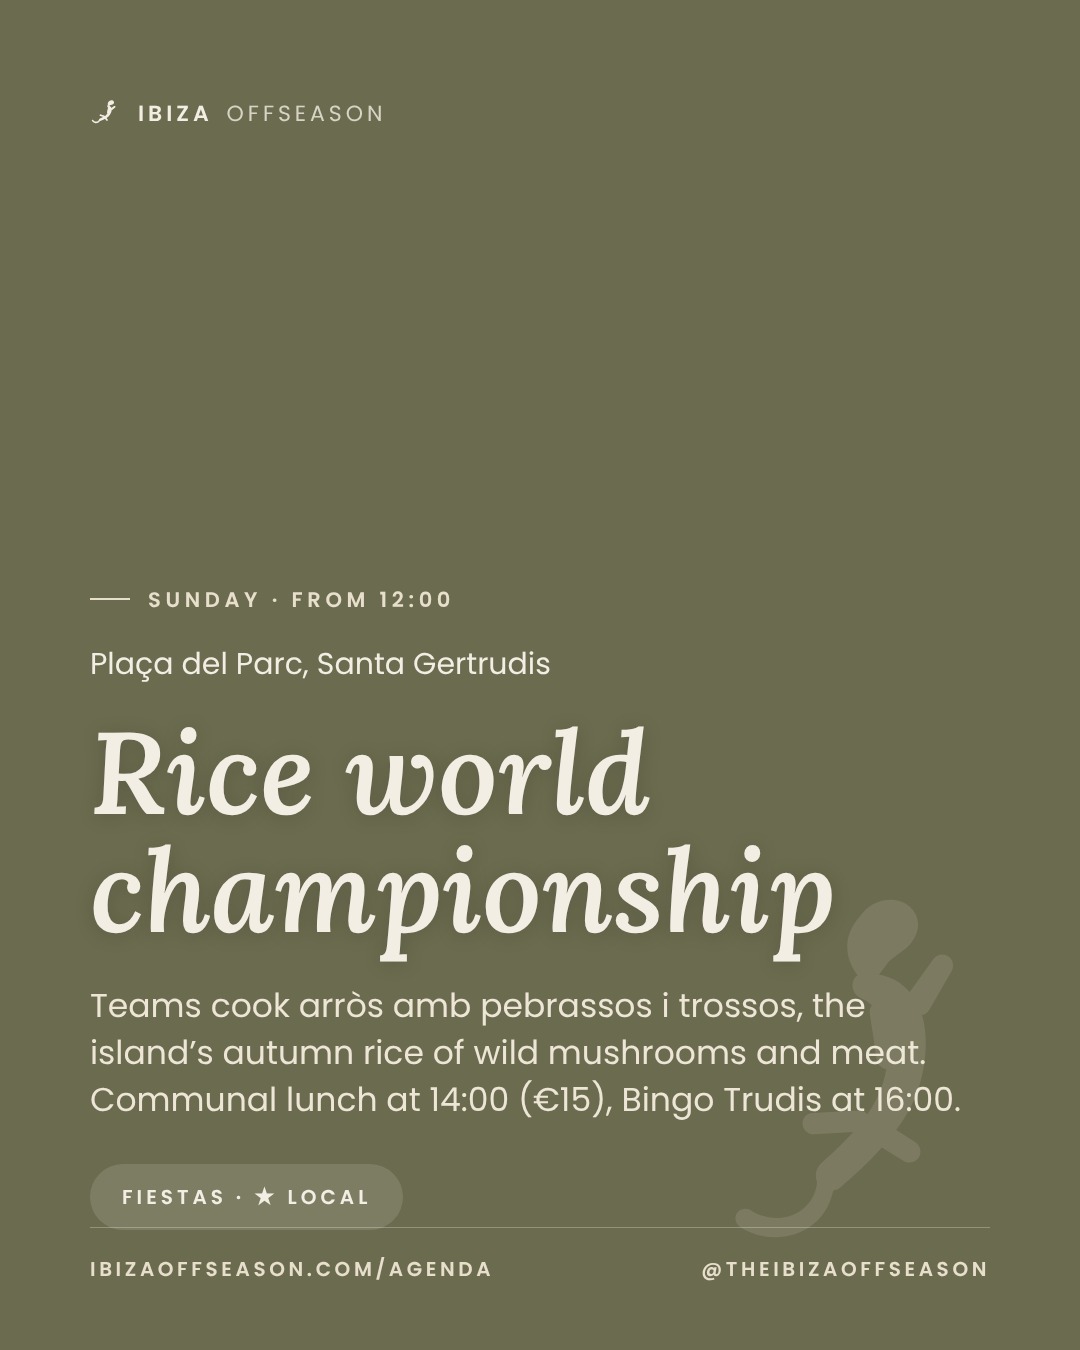 IBIZA OFFSEASON
SUNDAY · FROM 12:00
Plaça del Parc, Santa Gertrudis
Rice world
championship
Teams cook arròs amb pebrassos i trossos, the
island’s autumn rice of wild mushrooms and meat.
Communal lunch at 14:00 (€15), Bingo Trudis at 16:00.
FIESTAS · ★ LOCAL
IBIZAOFFSEASON.COM/AGENDA
@THEIBIZAOFFSEASON